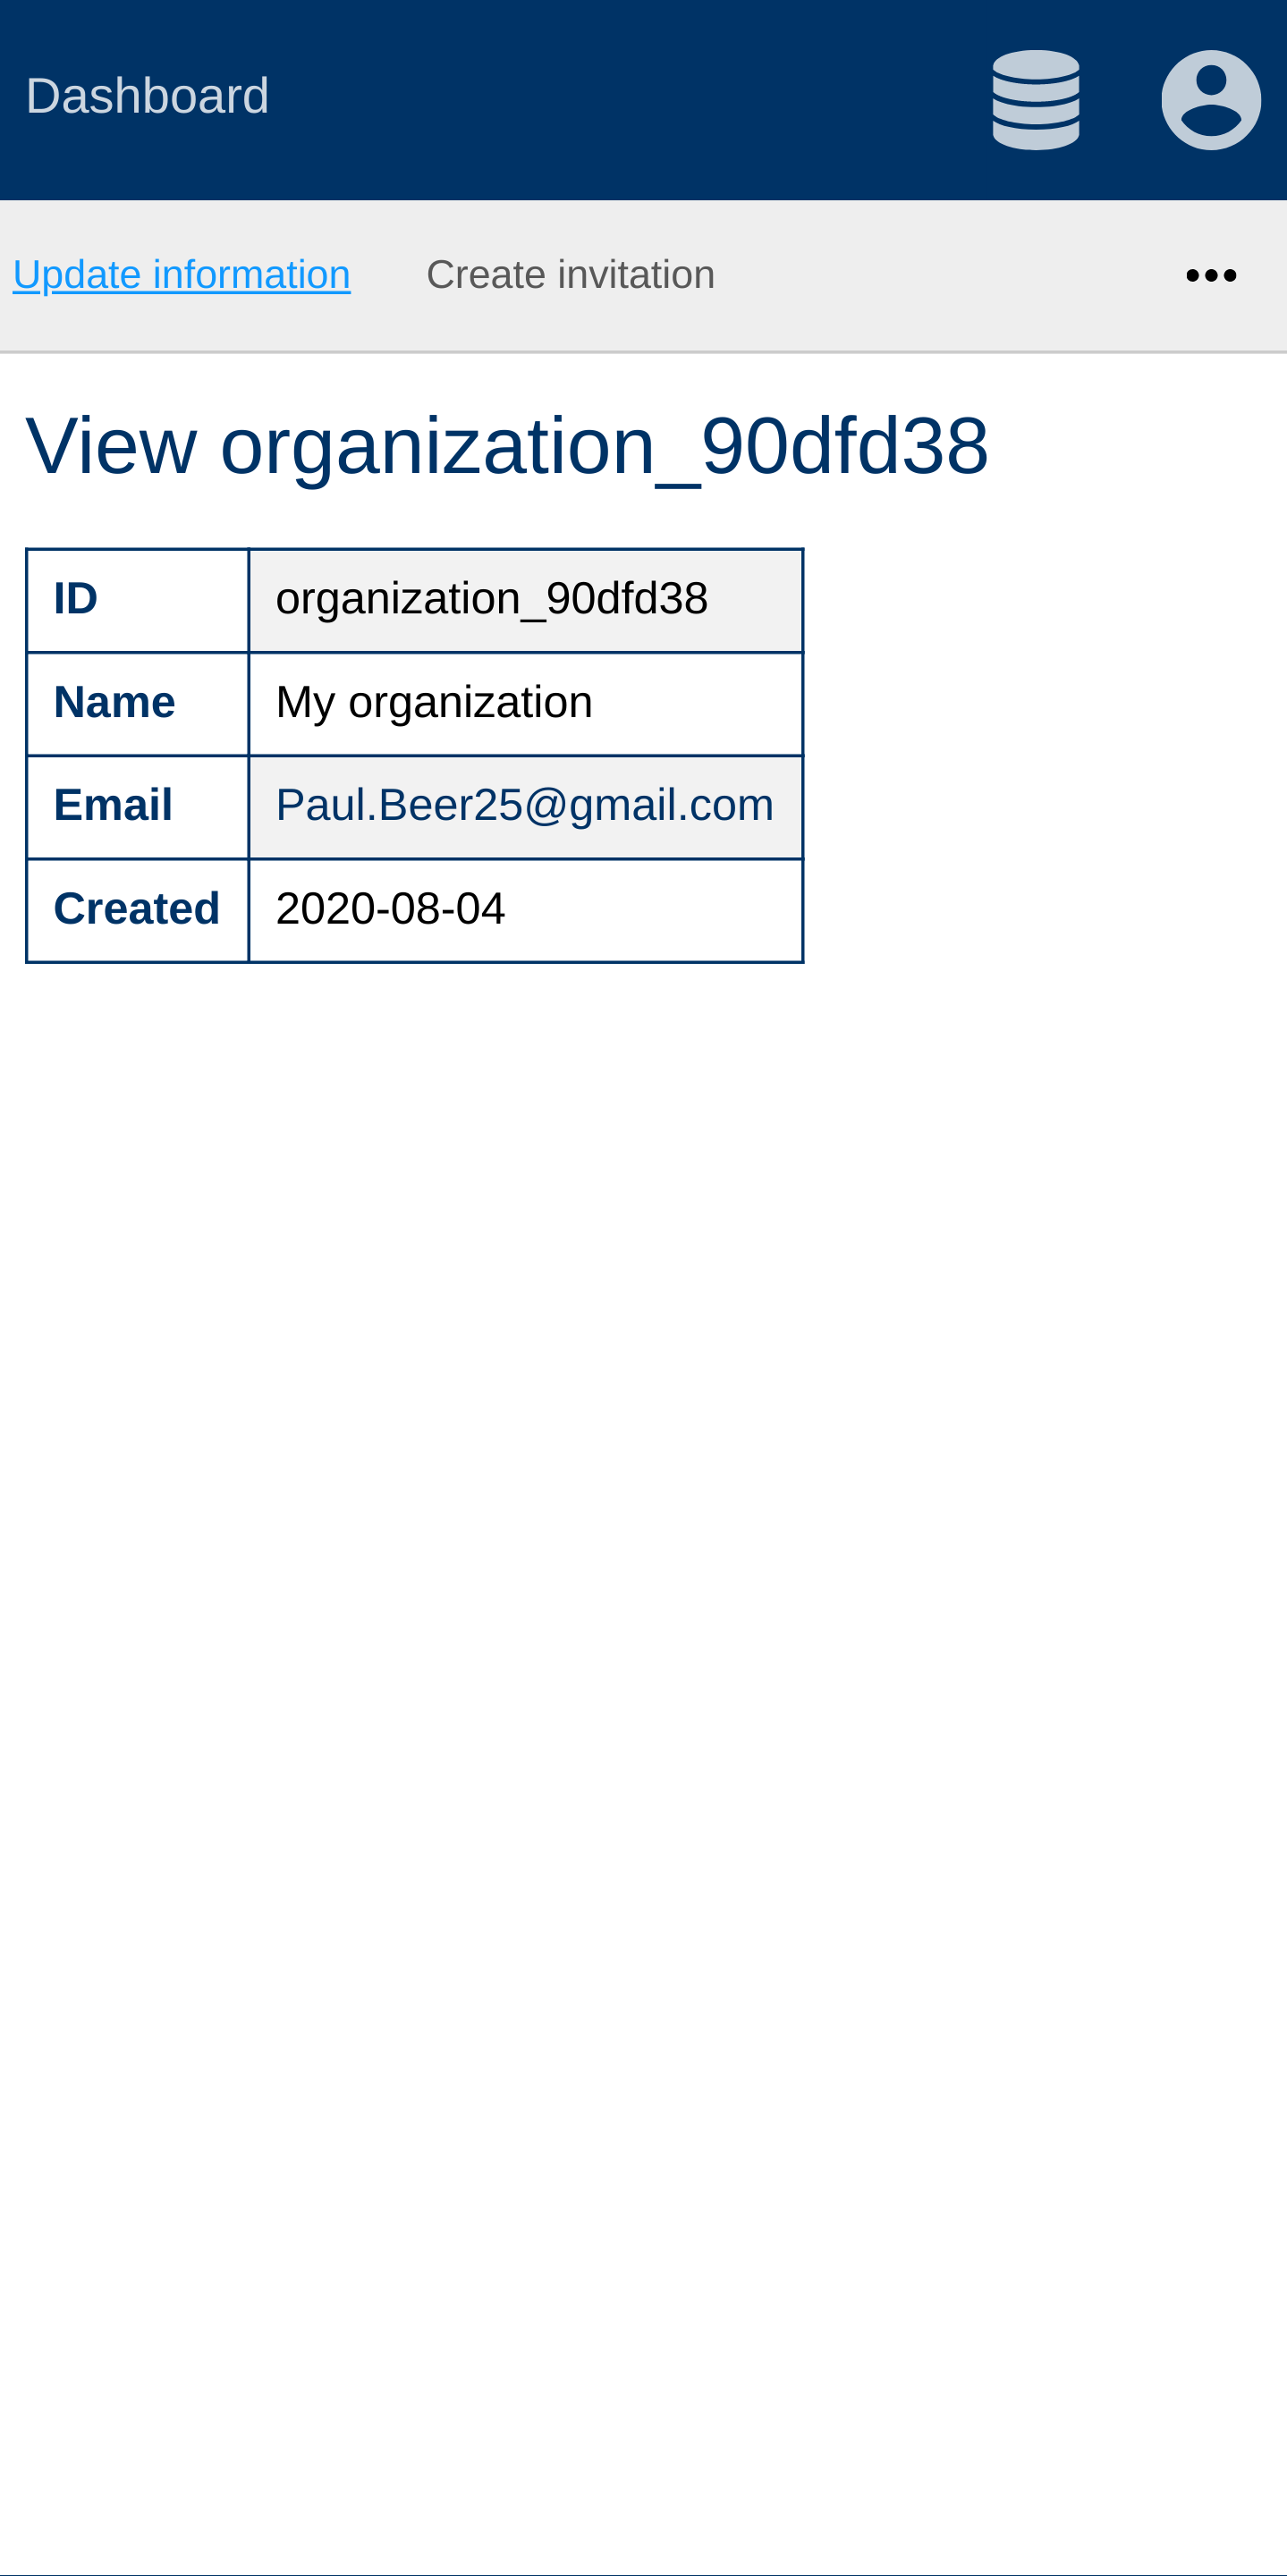 Dashboard
Update information Create invitation
View organization_90dfd38
ID organization_90dfd38
Name My organization
Email Paul.Beer25@gmail.com
Created 2020-08-04